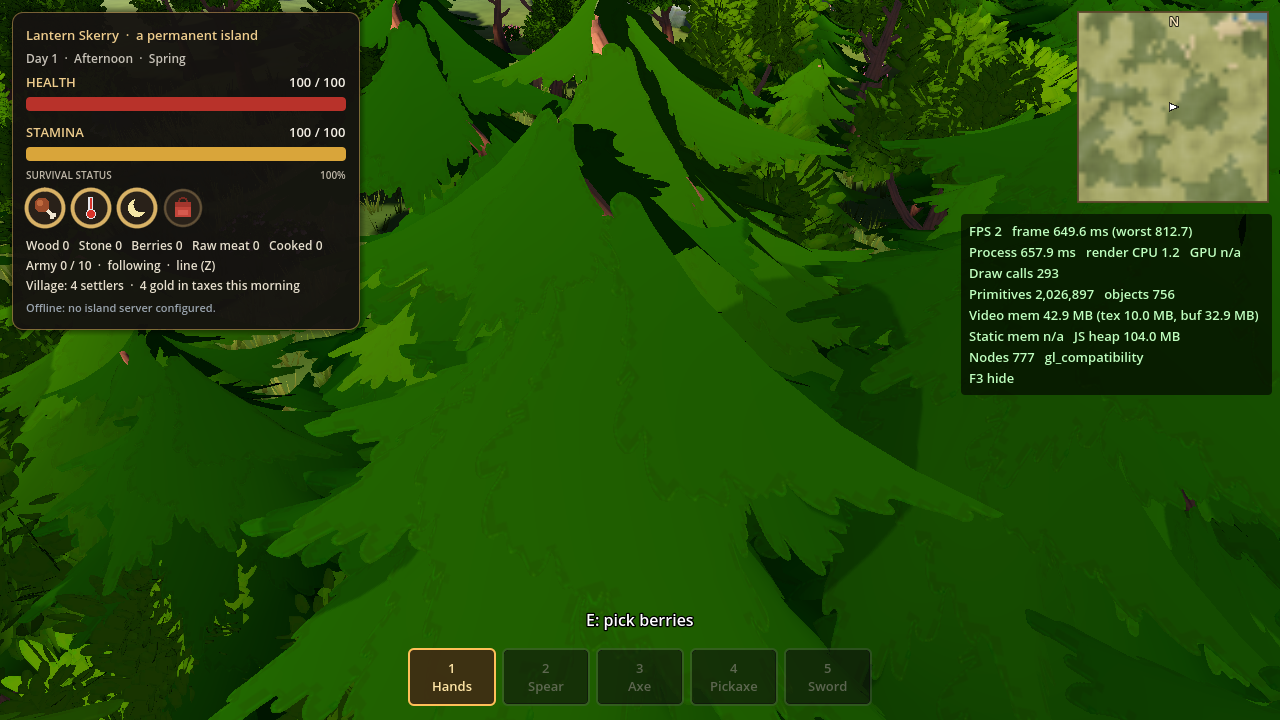 Lantern Skerry · a permanent island
Day 1 · Afternoon · Spring
HEALTH 100 / 100
STAMINA 100 / 100
SURVIVAL STATUS 100%
Wood 0 Stone 0 Berries 0 Raw meat 0 Cooked 0
Army 0 / 10 · following · line (Z)
Village: 4 settlers · 4 gold in taxes this morning
Offline: no island server configured.
N
FPS 2 frame 649.6 ms (worst 812.7)
Process 657.9 ms render CPU 1.2 GPU n/a
Draw calls 293
Primitives 2,026,897 objects 756
Video mem 42.9 MB (tex 10.0 MB, buf 32.9 MB)
Static mem n/a JS heap 104.0 MB
Nodes 777 gl_compatibility
F3 hide
E: pick berries
1 2 3 4 5
Hands Spear Axe Pickaxe Sword